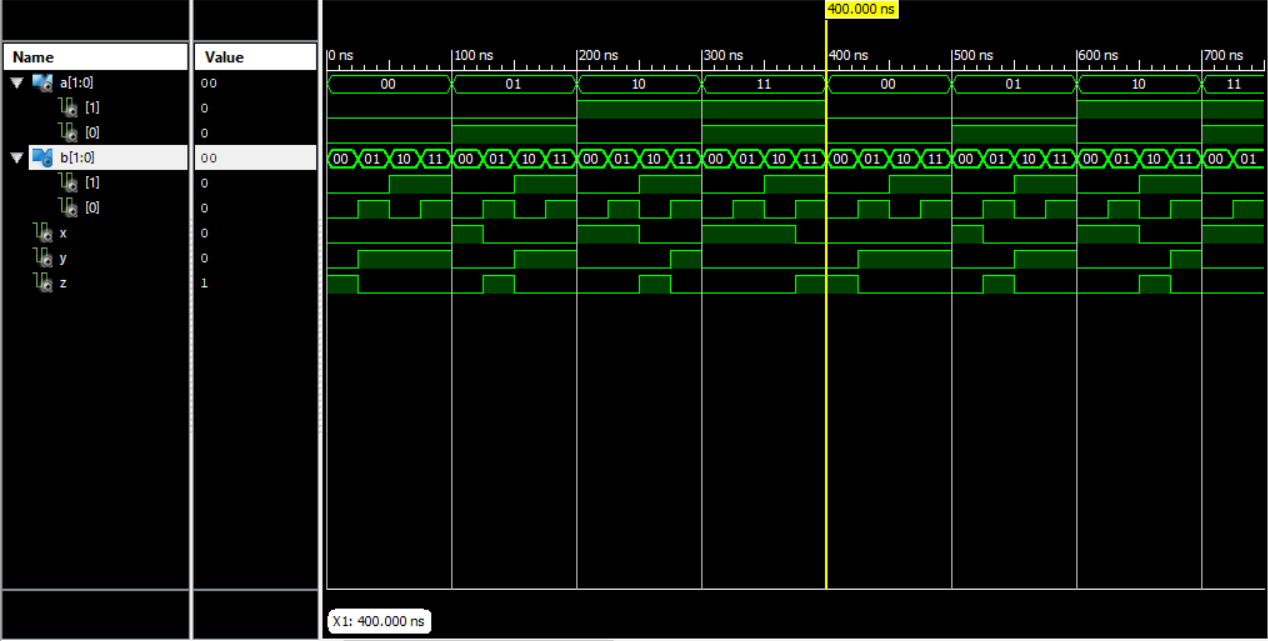 400.000 ns
Name Value
0 ns 100 ns 200 ns 300 ns 400 ns 500 ns 600 ns 700 ns
a[1:0] 00 00 01 10 11 00 01 10 11
[1] 0
[0] 0
b[1:0] 00 00 01 10 11 00 01 10 11 00 01 10 11 00 01 10 11 00 01 10 11 00 01 10 11 00 01 10 11 00 01
[1] 0
[0] 0
x 0
y 0
z 1
X1: 400.000 ns